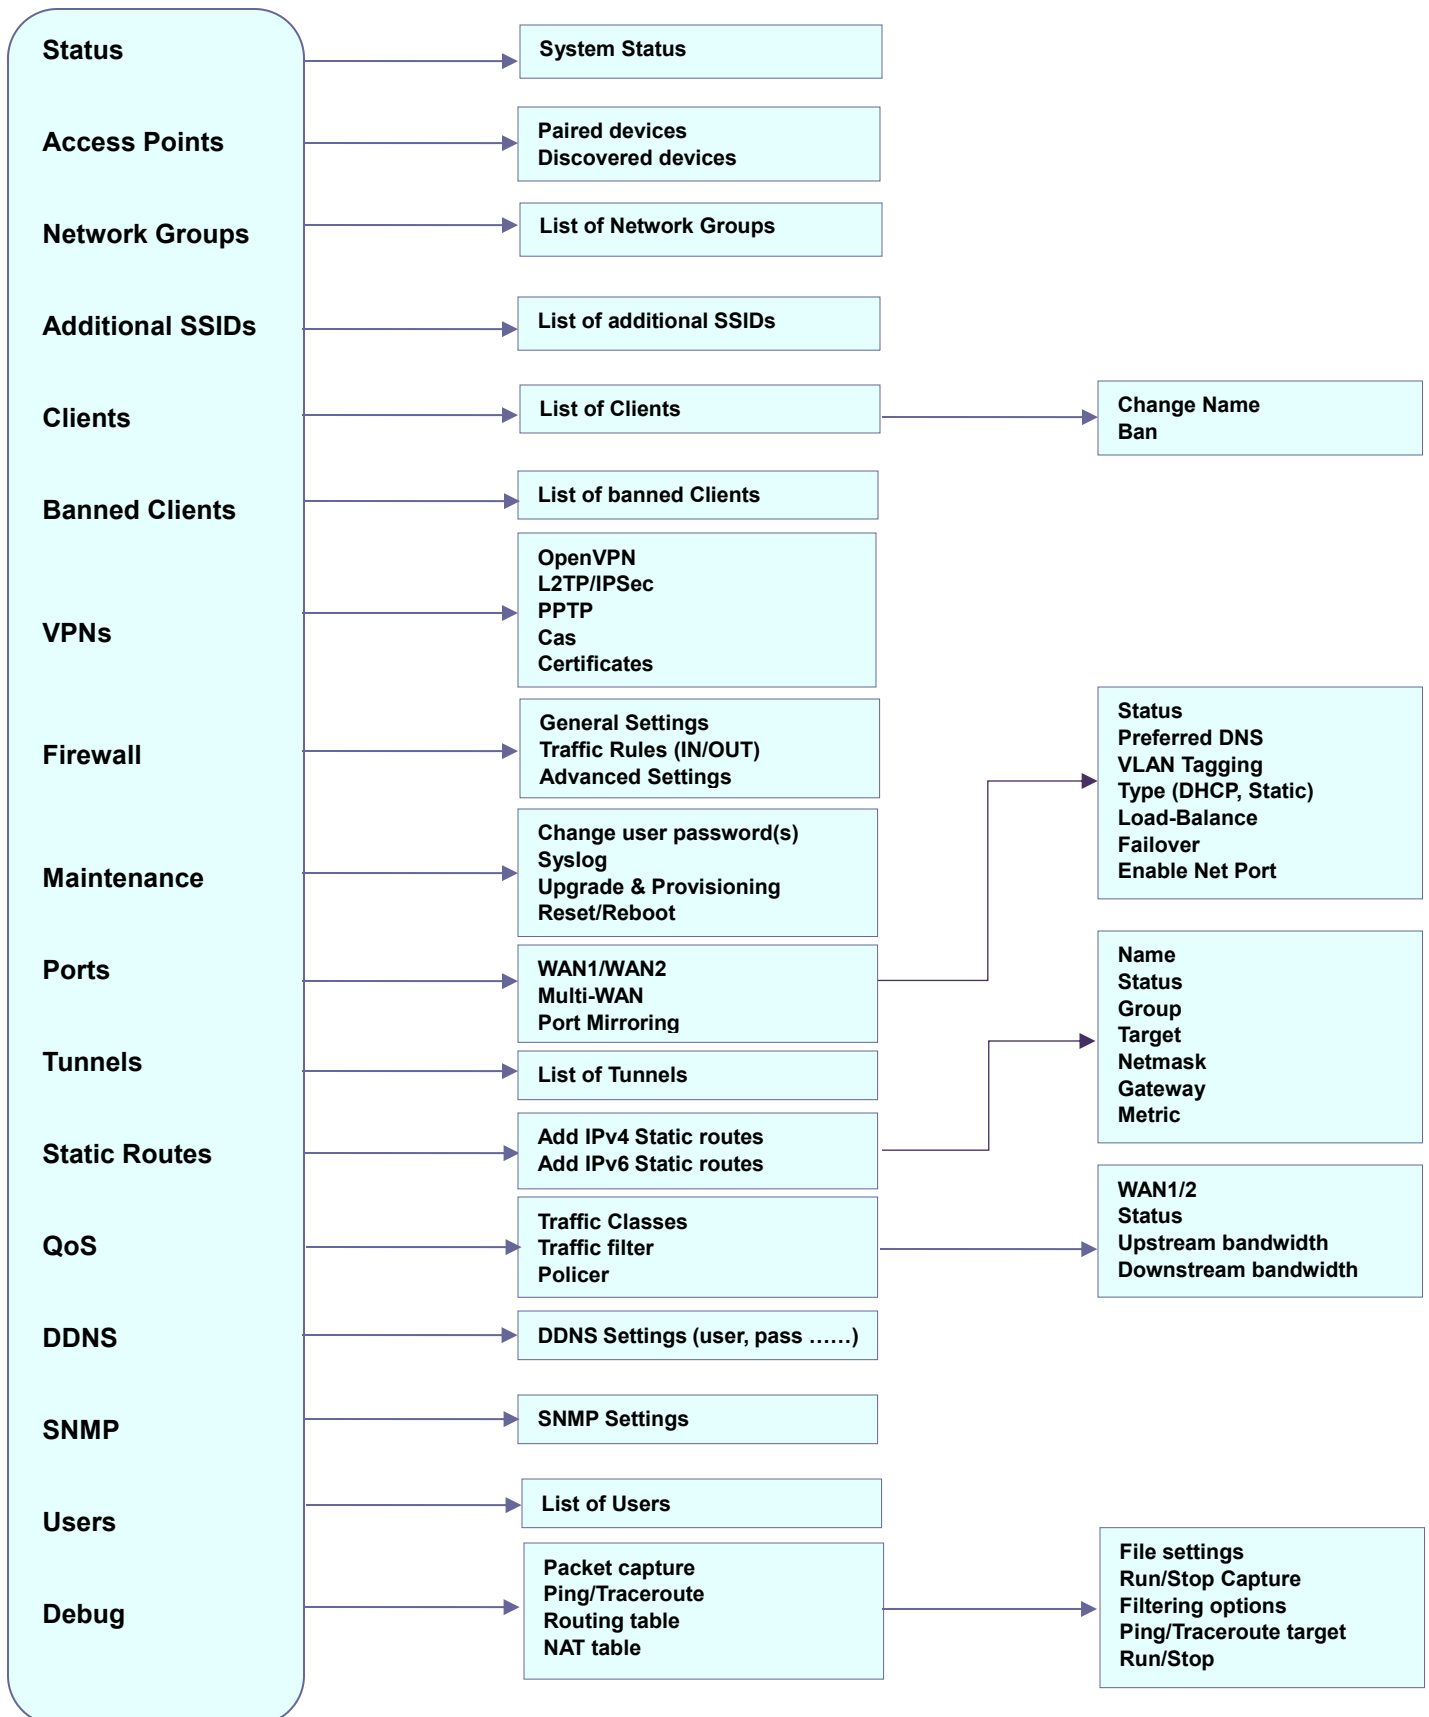 Status
System Status
Access Points
Paired devices
Discovered devices
Network Groups
List of Network Groups
Additional SSIDs
List of additional SSIDs
Clients
List of Clients
Change Name
Ban
Banned Clients
List of banned Clients
VPNs
OpenVPN
L2TP/IPSec
PPTP
Cas
Certificates
Firewall
General Settings
Traffic Rules (IN/OUT)
Advanced Settings
Maintenance
Change user password(s)
Syslog
Upgrade & Provisioning
Reset/Reboot
Ports
WAN1/WAN2
Multi-WAN
Port Mirroring
Status
Preferred DNS
VLAN Tagging
Type (DHCP, Static)
Load-Balance
Failover
Enable Net Port
Tunnels
List of Tunnels
Static Routes
Add IPv4 Static routes
Add IPv6 Static routes
Name
Status
Group
Target
Netmask
Gateway
Metric
QoS
Traffic Classes
Traffic filter
Policer
WAN1/2
Status
Upstream bandwidth
Downstream bandwidth
DDNS
DDNS Settings (user, pass ……)
SNMP
SNMP Settings
Users
List of Users
Debug
Packet capture
Ping/Traceroute
Routing table
NAT table
File settings
Run/Stop Capture
Filtering options
Ping/Traceroute target
Run/Stop